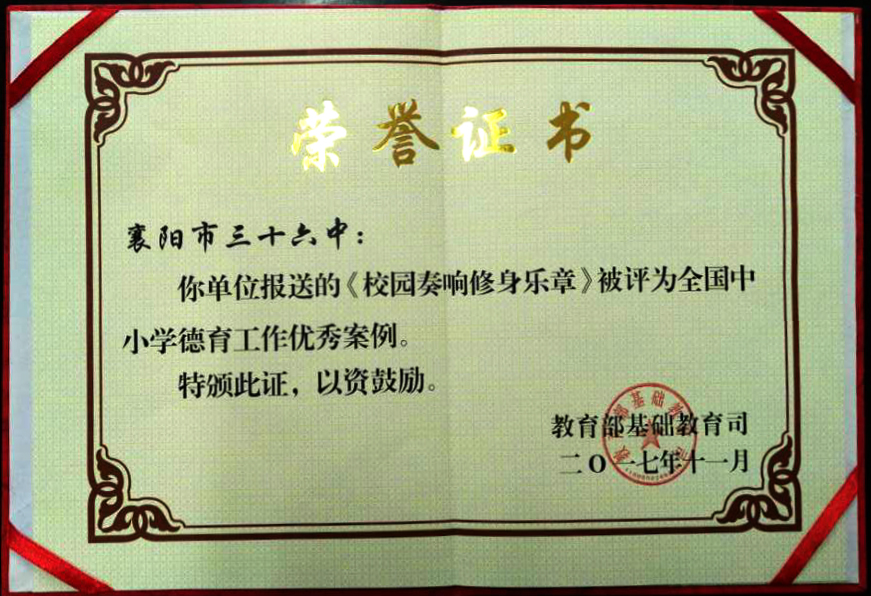 荣誉证书
襄阳市三十六中：
你单位报送的《校园奏响修身乐章》被评为全国中
小学德育工作优秀案例。
特颁此证，以资鼓励。
教育部基础教育司
二〇一七年十一月